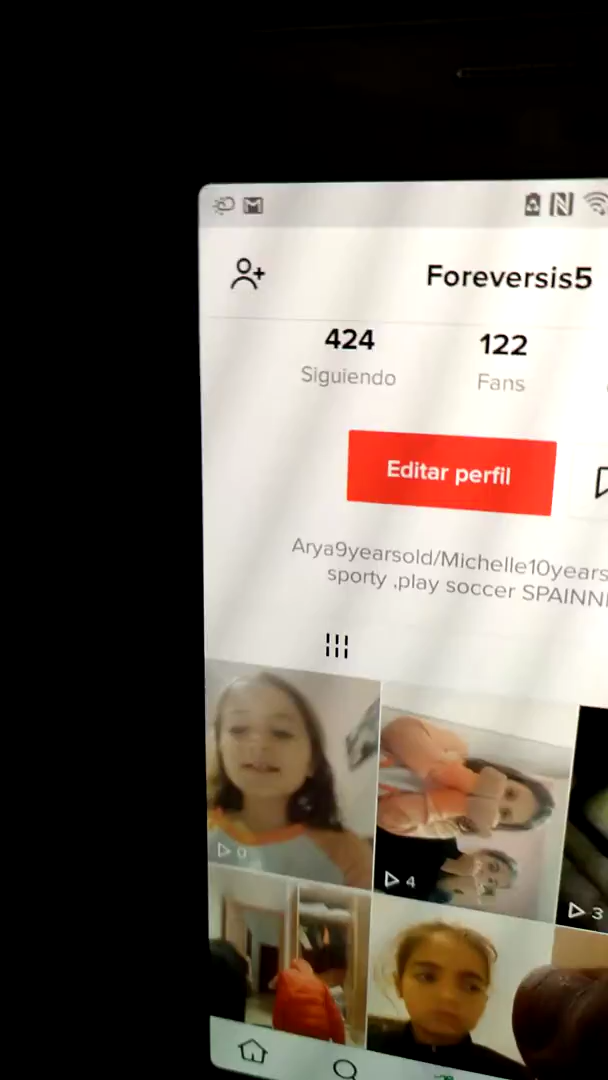 Foreversis5
424 122
Siguiendo Fans
Editar perfil
Arya9yearsold/Michelle10years
sporty ,play soccer SPAINN
0
4
3